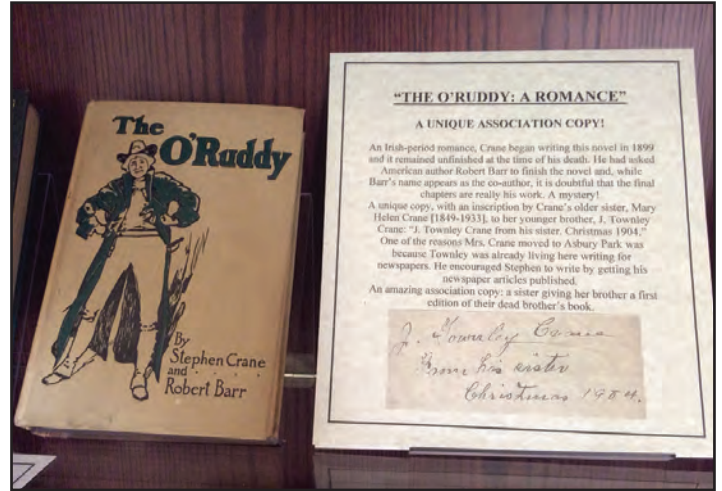 The
O'Ruddy
By
Stephen Crane
and
Robert Barr
"THE O'RUDDY: A ROMANCE"
A UNIQUE ASSOCIATION COPY!
An Irish-period romance, Crane began writing this novel in 1899
and it remained unfinished at the time of his death. He had asked
American author Robert Barr to finish the novel and, while
Barr's name appears as the co-author, it is doubtful that the final
chapters are really his work. A mystery!
A unique copy, with an inscription by Crane's older sister, Mary
Helen Crane [1849-1933], to her younger brother, J. Townley
Crane: "J. Townley Crane from his sister. Christmas 1904."
One of the reasons Mrs. Crane moved to Asbury Park was
because Townley was already living here writing for
newspapers. He encouraged Stephen to write by getting his
newspaper articles published.
An amazing association copy: a sister giving her brother a first
edition of their dead brother's book.
J. Townley Crane
From his sister
Christmas 1904.